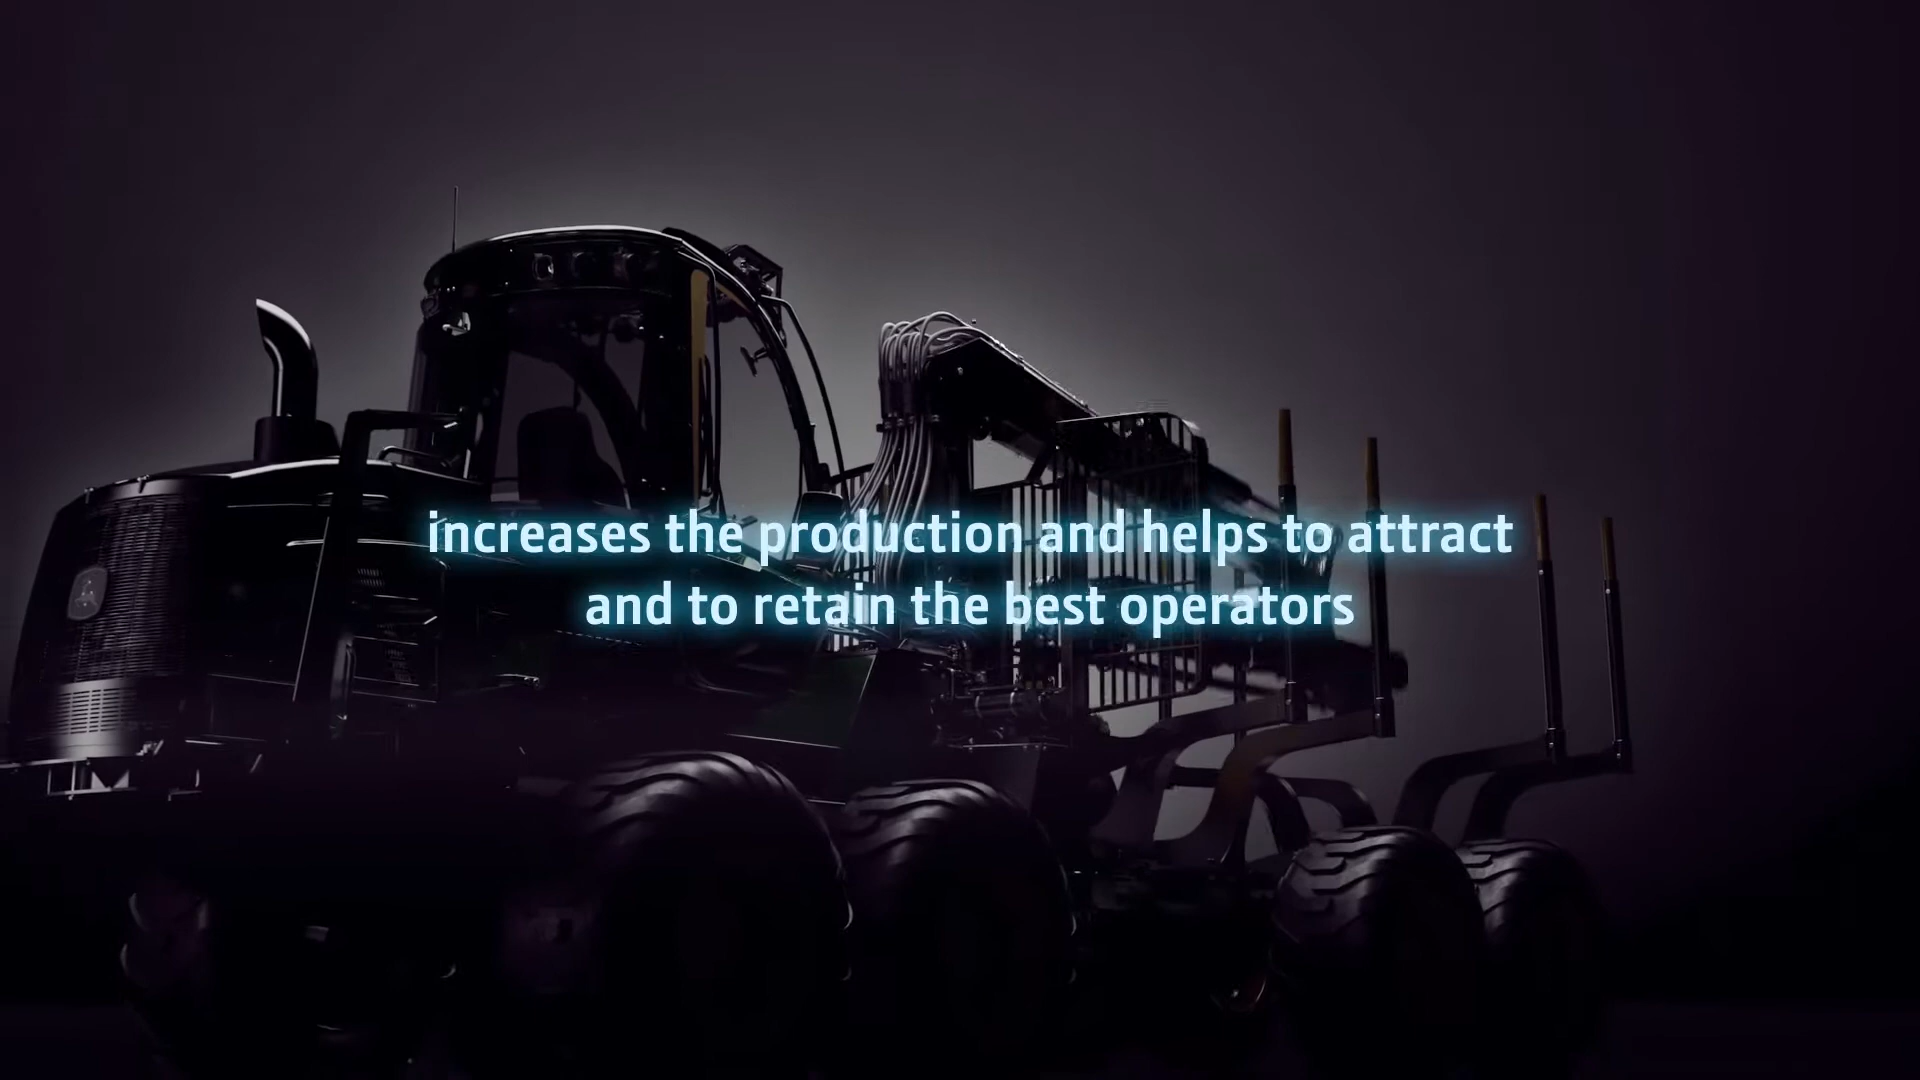 increases the production and helps to attract
and to retain the best operators